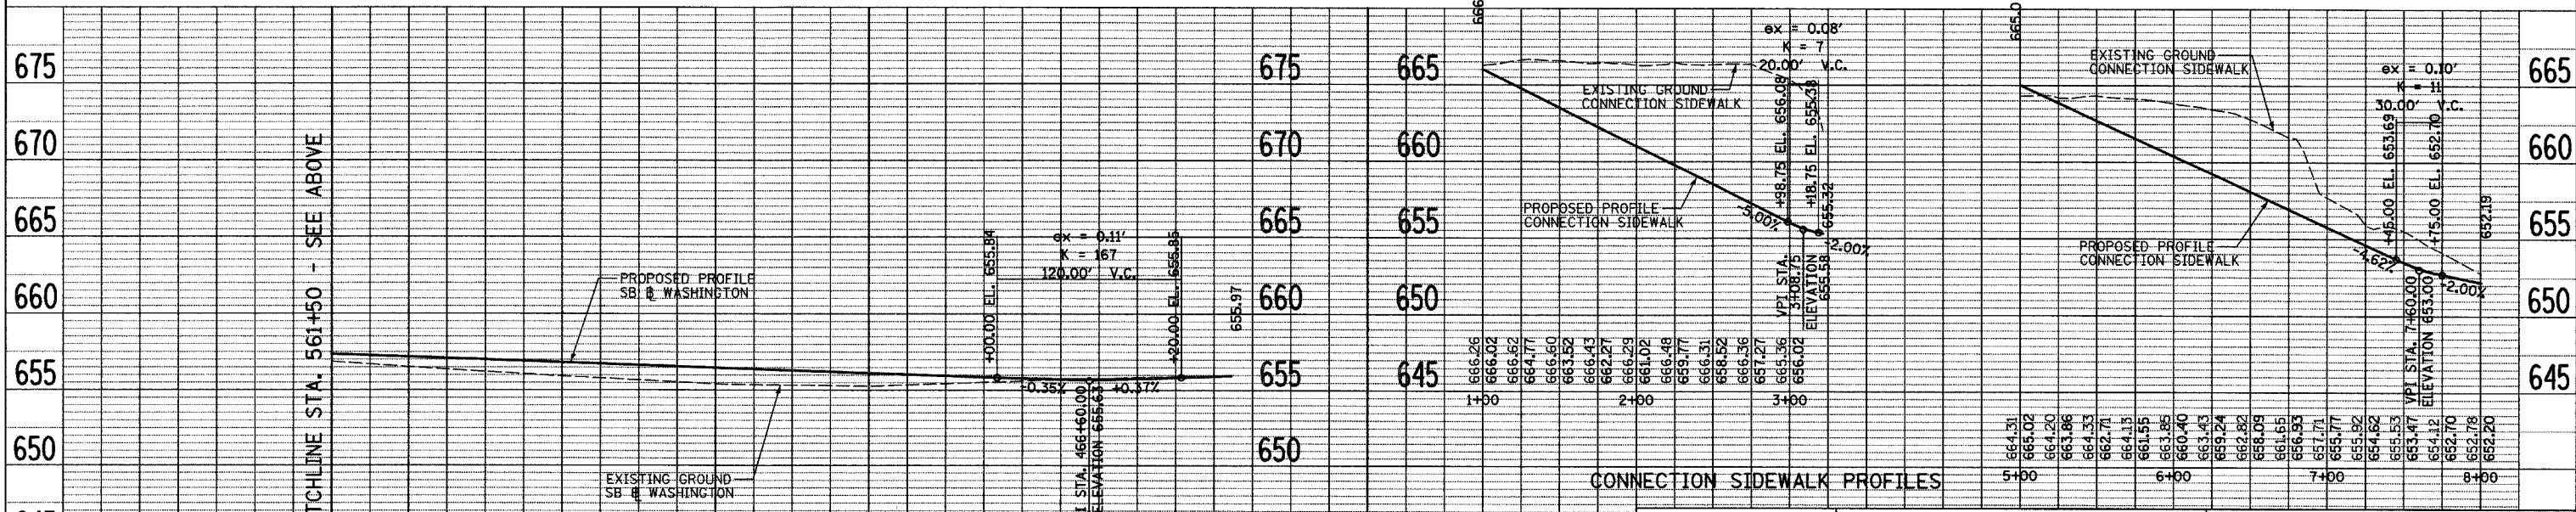 675
670
665
660
655
650
TCHLINE STA. 561+50 - SEE ABOVE
PROPOSED PROFILE
SB ℄ WASHINGTON
EXISTING GROUND
SB ℄ WASHINGTON
+00.00 EL. 655.84
ex = 0.11'
K = 167
120.00' V.C.
+20.00 EL. 655.85
655.97
-0.35%
+0.37%
I STA. 466+60.00
ELEVATION 655.63
675
670
665
660
655
650
665
660
655
650
645
666
EXISTING GROUND
CONNECTION SIDEWALK
PROPOSED PROFILE
CONNECTION SIDEWALK
ex = 0.08'
K = 7
20.00' V.C.
+98.75 EL. 656.08
+18.75 EL. 655.38
655.32
-5.00%
-2.00%
VPI STA.
3+08.75
ELEVATION
655.58
666.26
666.02
666.62
664.77
666.60
663.52
666.43
662.27
666.29
661.02
666.48
659.77
666.31
658.52
666.36
657.27
665.36
656.02
1+00
2+00
3+00
CONNECTION SIDEWALK PROFILES
665.0
EXISTING GROUND
CONNECTION SIDEWALK
PROPOSED PROFILE
CONNECTION SIDEWALK
ex = 0.10'
K = 11
30.00' V.C.
+45.00 EL. 653.69
+75.00 EL. 652.70
652.19
-4.62%
-2.00%
VPI STA. 7+60.00
ELEVATION 653.00
664.31
665.02
664.20
663.86
664.33
662.71
664.13
661.55
663.85
660.40
663.43
659.24
662.82
658.09
661.65
656.93
657.71
655.77
655.92
654.62
655.53
653.47
654.12
652.70
652.78
652.20
5+00
6+00
7+00
8+00
665
660
655
650
645